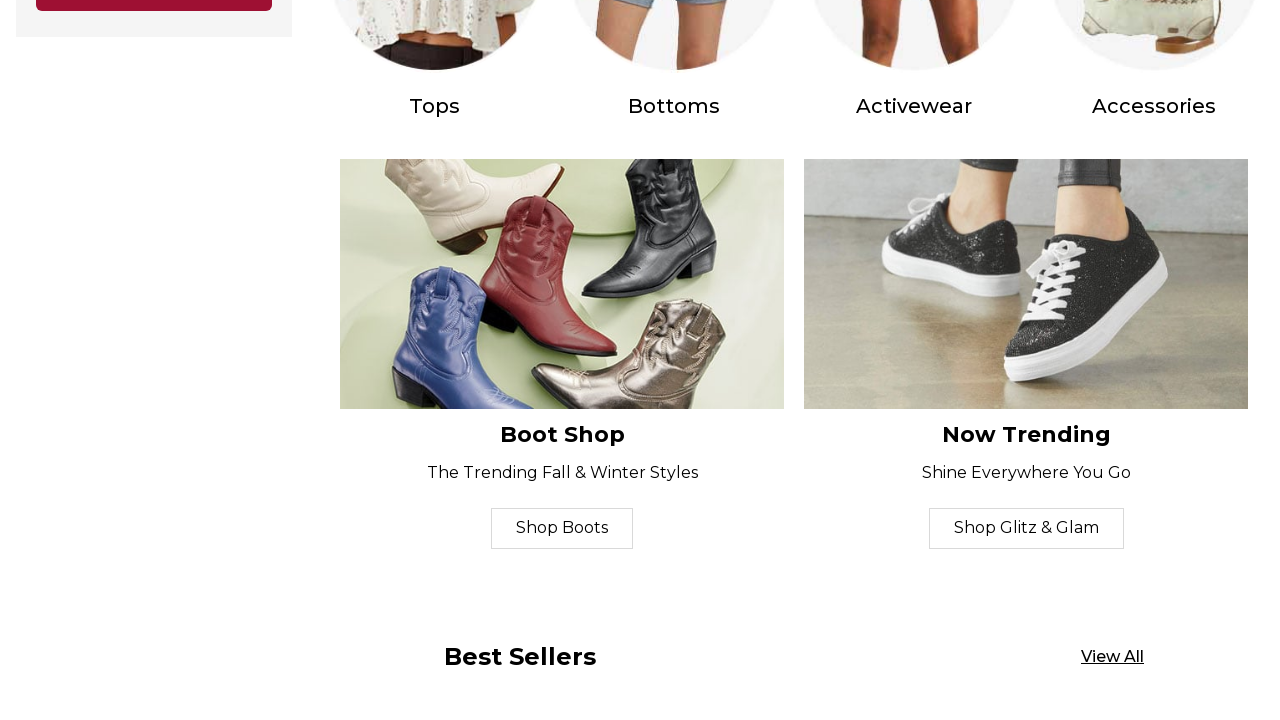 Tops
Bottoms
Activewear
Accessories
Boot Shop
The Trending Fall & Winter Styles
Shop Boots
Now Trending
Shine Everywhere You Go
Shop Glitz & Glam
Best Sellers
View All